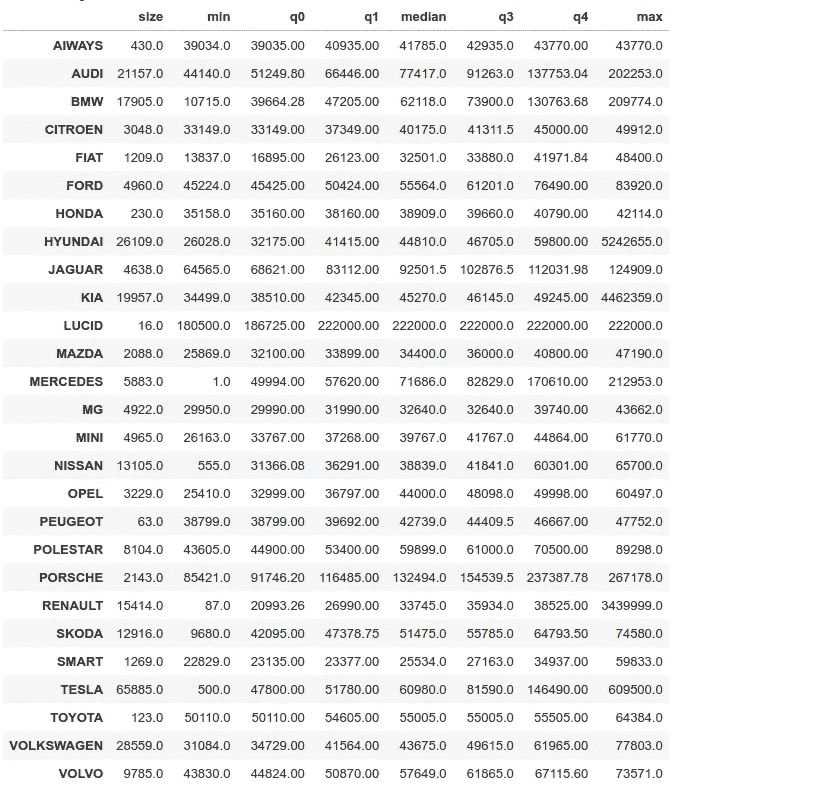 size min q0 q1 median q3 q4 max
AIWAYS 430.0 39034.0 39035.00 40935.00 41785.0 42935.0 43770.00 43770.0
AUDI 21157.0 44140.0 51249.80 66446.00 77417.0 91263.0 137753.04 202253.0
BMW 17905.0 10715.0 39664.28 47205.00 62118.0 73900.0 130763.68 209774.0
CITROEN 3048.0 33149.0 33149.00 37349.00 40175.0 41311.5 45000.00 49912.0
FIAT 1209.0 13837.0 16895.00 26123.00 32501.0 33880.0 41971.84 48400.0
FORD 4960.0 45224.0 45425.00 50424.00 55564.0 61201.0 76490.00 83920.0
HONDA 230.0 35158.0 35160.00 38160.00 38909.0 39660.0 40790.00 42114.0
HYUNDAI 26109.0 26028.0 32175.00 41415.00 44810.0 46705.0 59800.00 5242655.0
JAGUAR 4638.0 64565.0 68621.00 83112.00 92501.5 102876.5 112031.98 124909.0
KIA 19957.0 34499.0 38510.00 42345.00 45270.0 46145.0 49245.00 4462359.0
LUCID 16.0 180500.0 186725.00 222000.00 222000.0 222000.0 222000.00 222000.0
MAZDA 2088.0 25869.0 32100.00 33899.00 34400.0 36000.0 40800.00 47190.0
MERCEDES 5883.0 1.0 49994.00 57620.00 71686.0 82829.0 170610.00 212953.0
MG 4922.0 29950.0 29990.00 31990.00 32640.0 32640.0 39740.00 43662.0
MINI 4965.0 26163.0 33767.00 37268.00 39767.0 41767.0 44864.00 61770.0
NISSAN 13105.0 555.0 31366.08 36291.00 38839.0 41841.0 60301.00 65700.0
OPEL 3229.0 25410.0 32999.00 36797.00 44000.0 48098.0 49998.00 60497.0
PEUGEOT 63.0 38799.0 38799.00 39692.00 42739.0 44409.5 46667.00 47752.0
POLESTAR 8104.0 43605.0 44900.00 53400.00 59899.0 61000.0 70500.00 89298.0
PORSCHE 2143.0 85421.0 91746.20 116485.00 132494.0 154539.5 237387.78 267178.0
RENAULT 15414.0 87.0 20993.26 26990.00 33745.0 35934.0 38525.00 3439999.0
SKODA 12916.0 9680.0 42095.00 47378.75 51475.0 55785.0 64793.50 74580.0
SMART 1269.0 22829.0 23135.00 23377.00 25534.0 27163.0 34937.00 59833.0
TESLA 65885.0 500.0 47800.00 51780.00 60980.0 81590.0 146490.00 609500.0
TOYOTA 123.0 50110.0 50110.00 54605.00 55005.0 55005.0 55505.00 64384.0
VOLKSWAGEN 28559.0 31084.0 34729.00 41564.00 43675.0 49615.0 61965.00 77803.0
VOLVO 9785.0 43830.0 44824.00 50870.00 57649.0 61865.0 67115.60 73571.0